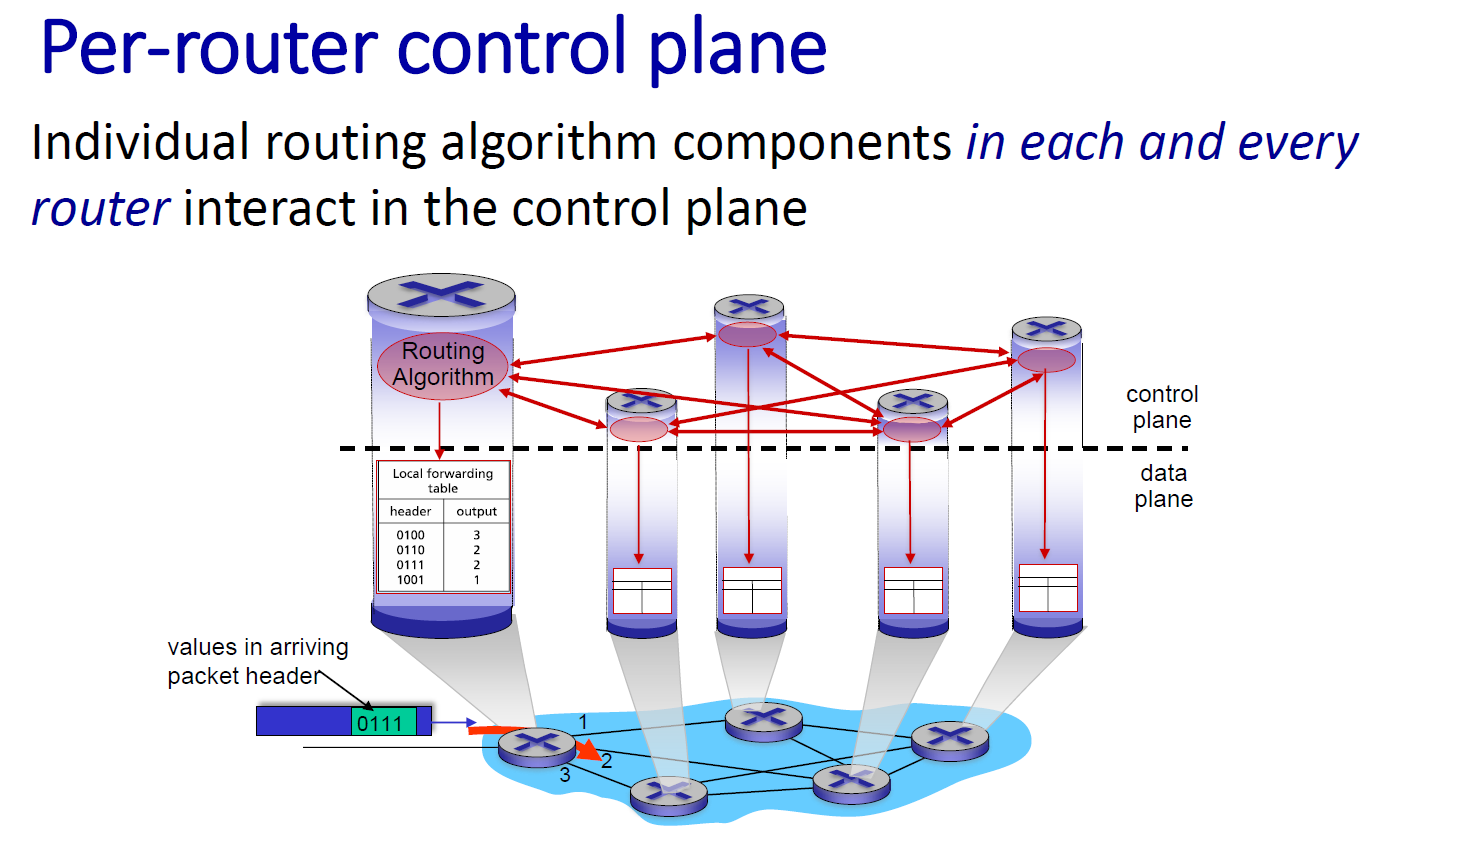 Per-router control plane
Individual routing algorithm components in each and every
router interact in the control plane
Routing
Algorithm
control
plane
data
plane
Local forwarding
table
header output
0100 3
0110 2
0111 2
1001 1
values in arriving
packet header
0111
1
2
3